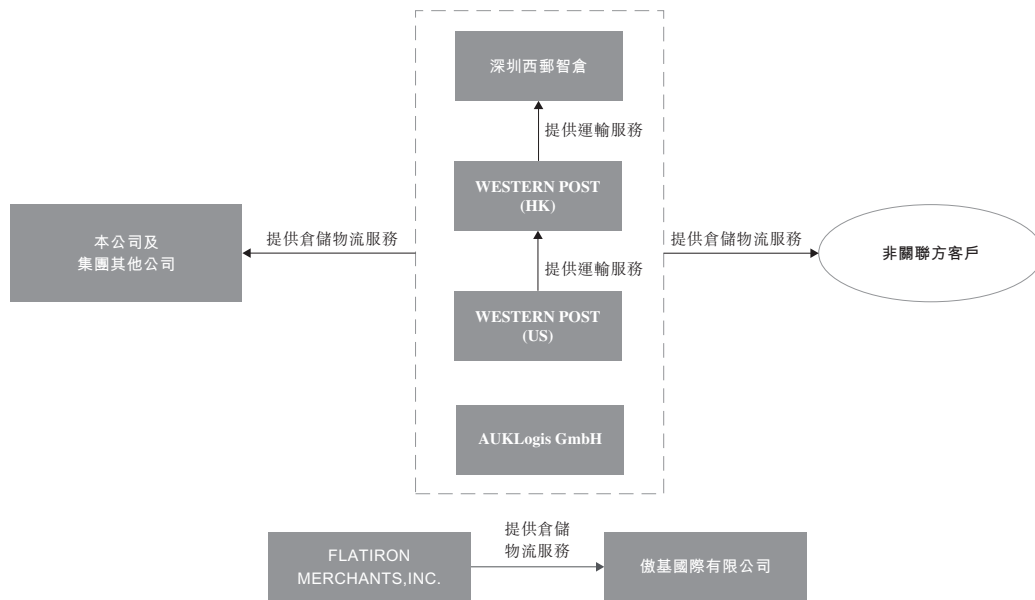 深圳西郵智倉
提供運輸服務
WESTERN POST
(HK)
本公司及
集團其他公司
提供倉儲物流服務
提供倉儲物流服務
非關聯方客戶
提供運輸服務
WESTERN POST
(US)
AUKLogis GmbH
FLATIRON
MERCHANTS,INC.
提供倉儲
物流服務
傲基國際有限公司